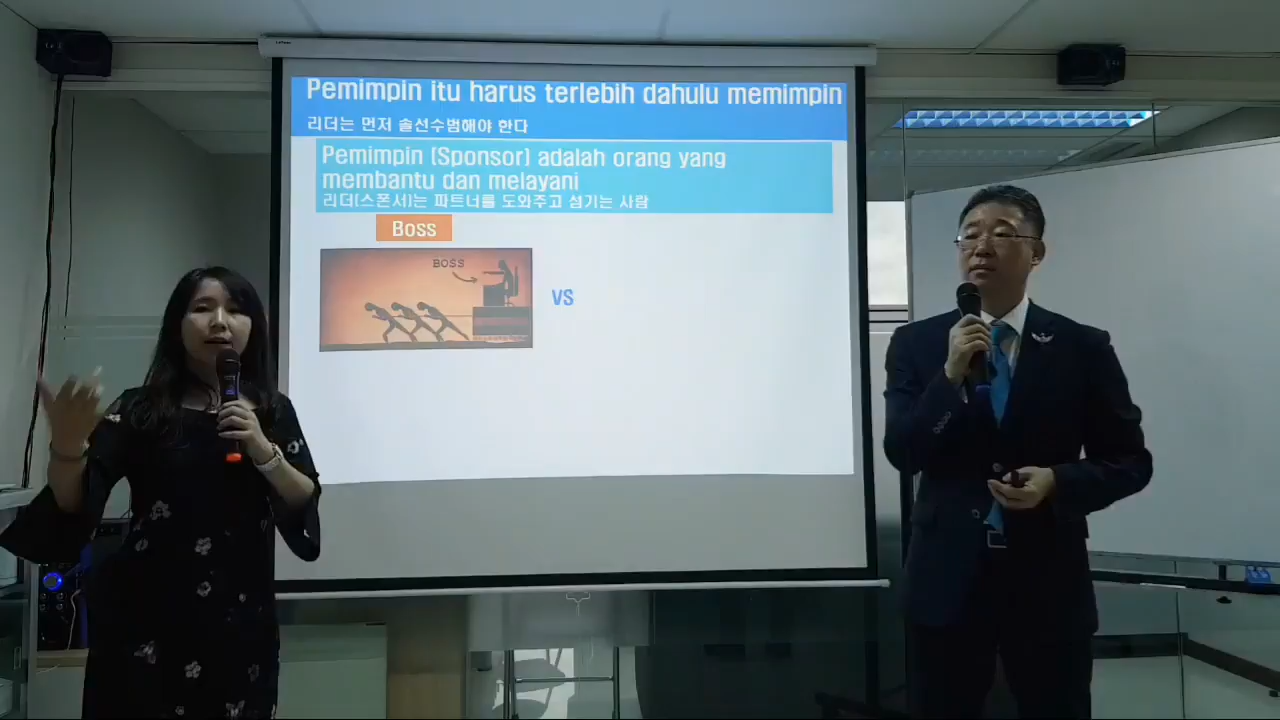 Pemimpin itu harus terlebih dahulu memimpin
리더는 먼저 솔선수범해야 한다
Pemimpin (Sponsor) adalah orang yang
membantu dan melayani
리더(스폰서)는 파트너를 도와주고 섬기는 사람
Boss
BOSS
VS